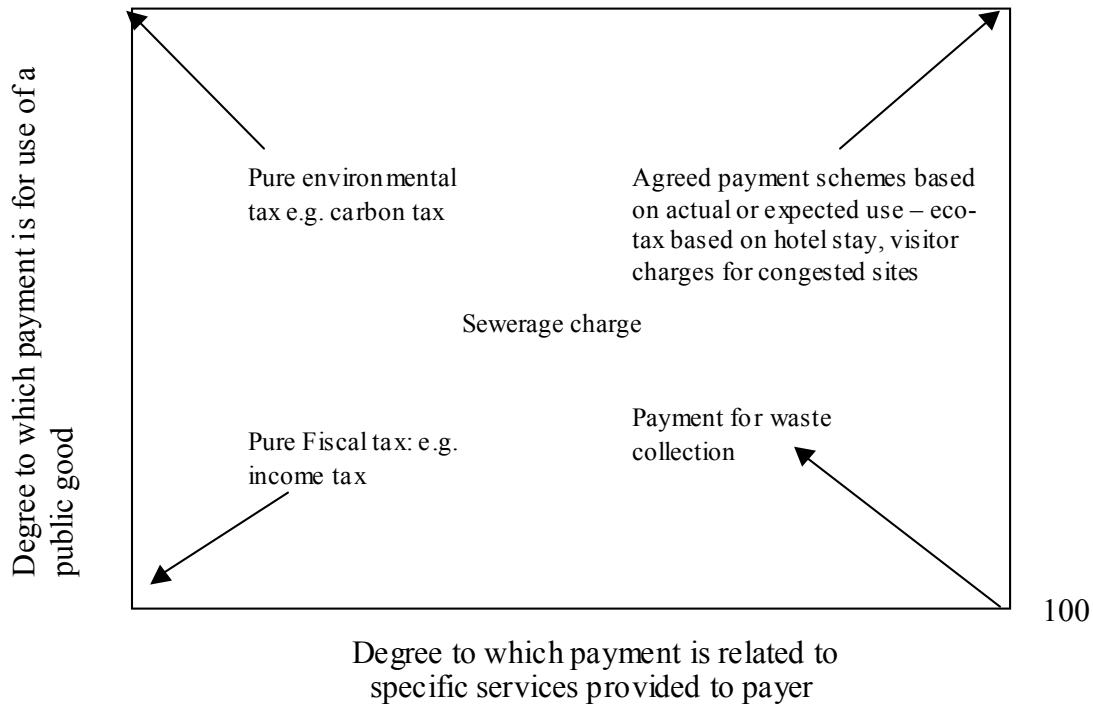 Degree to which payment is for use of a
public good
Pure environmental
tax e.g. carbon tax
Agreed payment schemes based
on actual or expected use – eco-
tax based on hotel stay, visitor
charges for congested sites
Sewerage charge
Pure Fiscal tax: e.g.
income tax
Payment for waste
collection
100
Degree to which payment is related to
specific services provided to payer